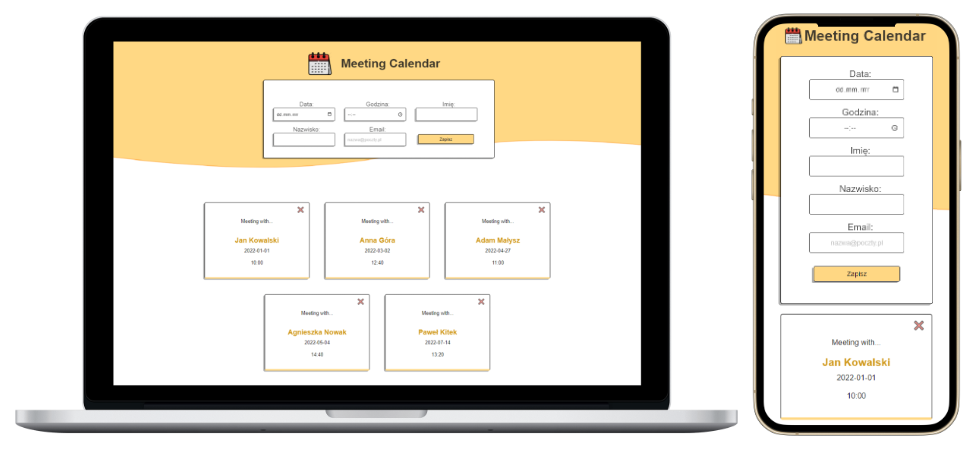 Meeting Calendar
Data: Godzina: Imię:
dd.mm.rrrr --:--
Nazwisko: Email:
nazwa@poczty.pl Zapisz
Meeting with... Meeting with... Meeting with...
Jan Kowalski Anna Góra Adam Małysz
2022-01-01 2022-03-02 2022-04-27
10:00 12:40 11:00
Meeting with... Meeting with...
Agnieszka Nowak Paweł Kitek
2022-09-04 2022-07-14
14:40 13:20
Meeting Calendar
Data:
dd.mm.rrrr
Godzina:
--:--
Imię:
Nazwisko:
Email:
nazwa@poczty.pl
Zapisz
Meeting with...
Jan Kowalski
2022-01-01
10:00